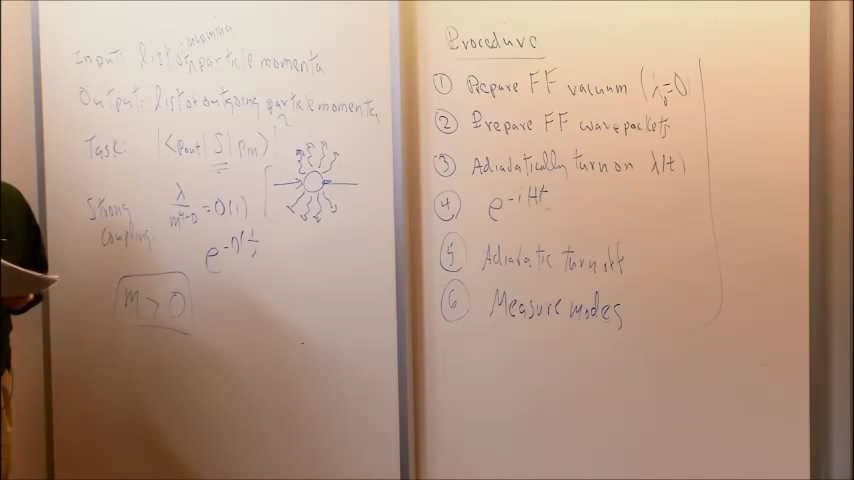 Input: list of incoming particle momenta
Output: list of outgoing particle momenta
Task: |<pout|S|pin>|²
Strong coupling: λ/m^(4-D) = O(1)
m > 0
Procedure
① Prepare FF vacuum (λ₀=0)
② Prepare FF wavepackets
③ Adiabatically turn on λ(t)
④ e^-iHt
⑤ Adiabatic turn off
⑥ Measure modes